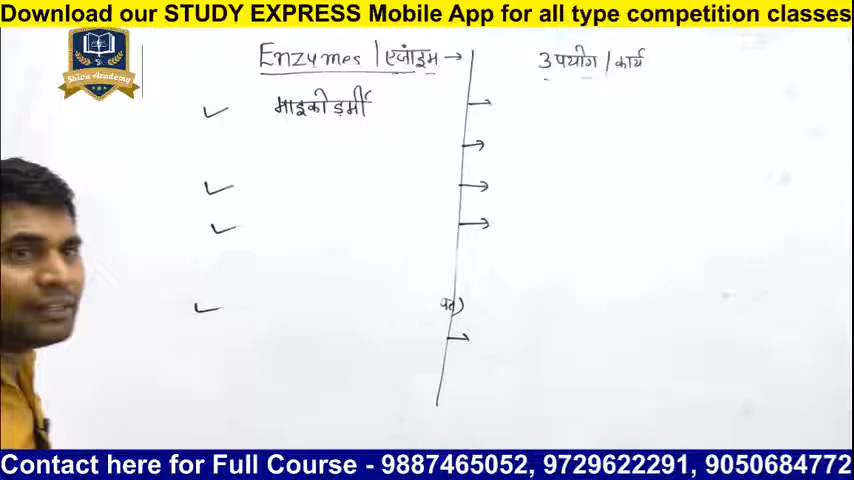 Download our STUDY EXPRESS Mobile App for all type competition classes
Shiva Academy
Enzymes / एंजाइम → उपयोग / कार्य
माइकोडर्मी
Contact here for Full Course - 9887465052, 9729622291, 9050684772